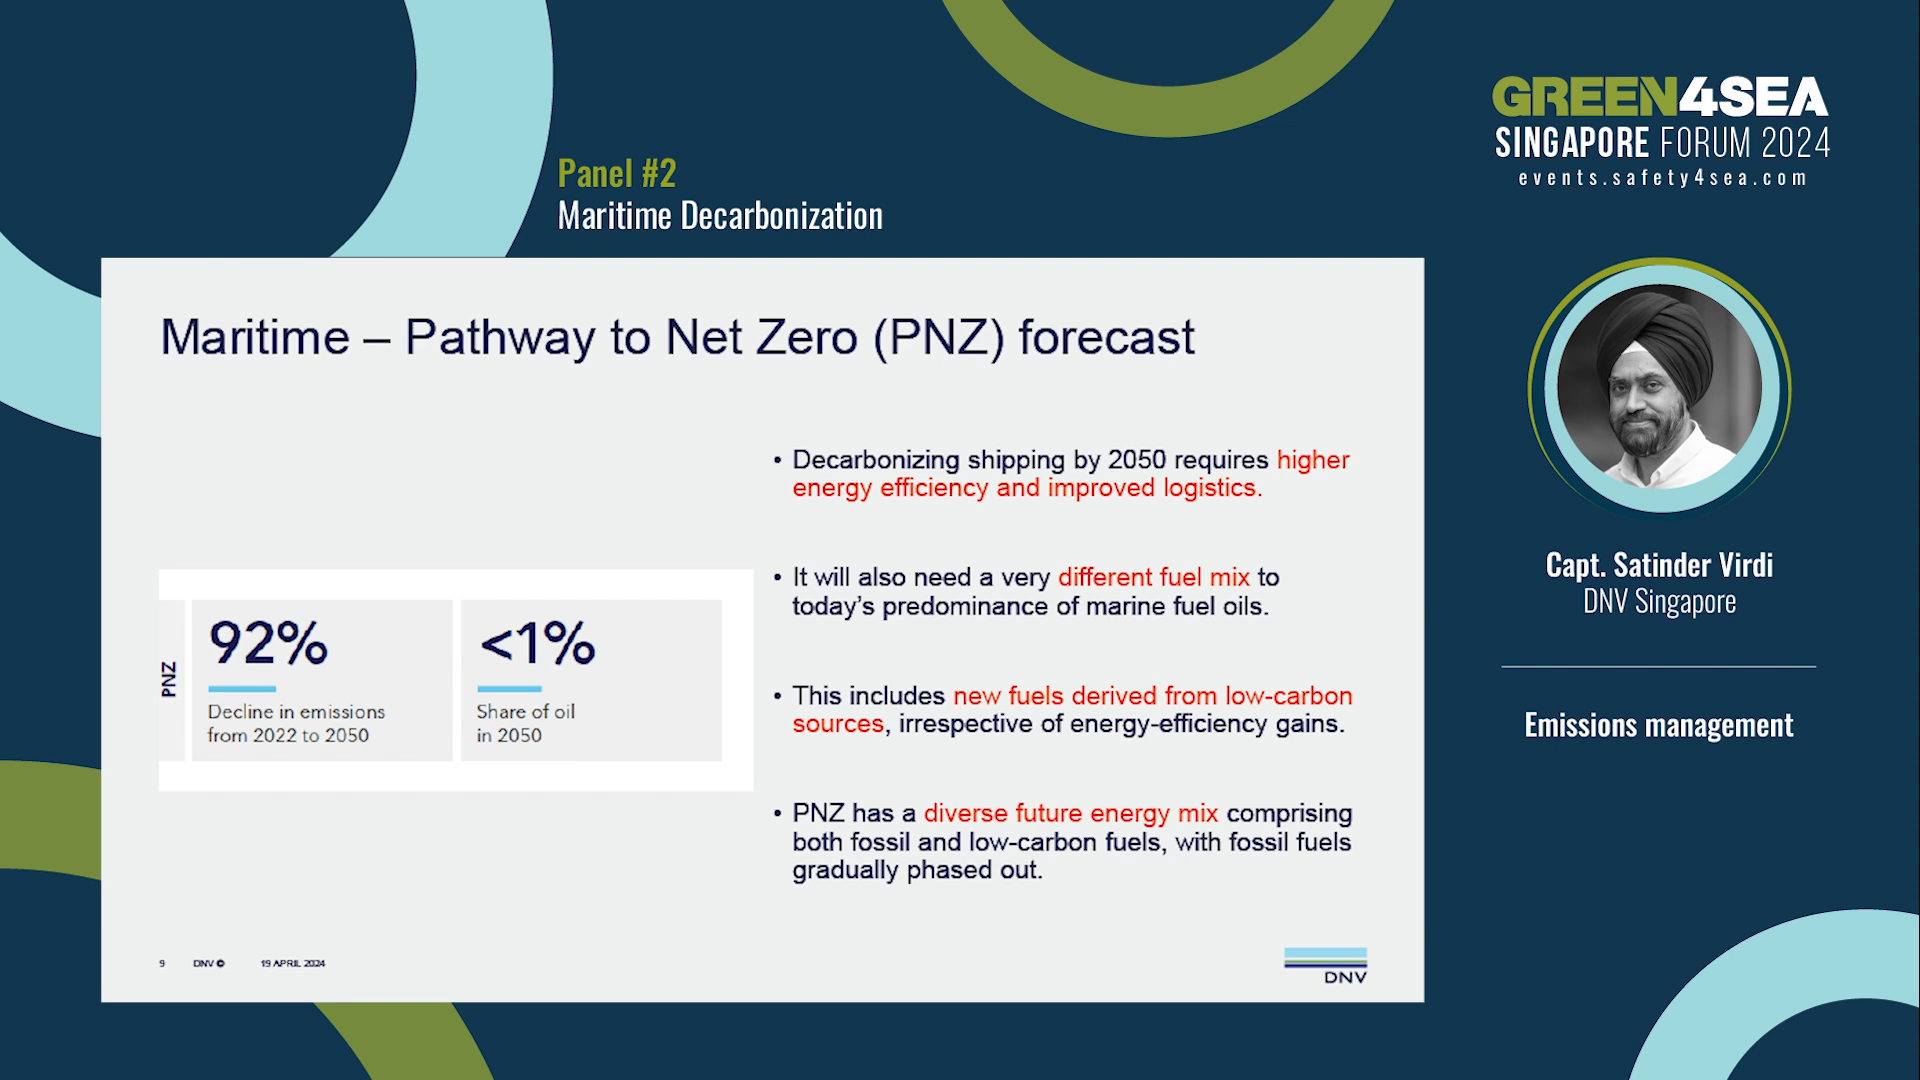 GREEN4SEA
SINGAPORE FORUM 2024
events.safety4sea.com
Panel #2
Maritime Decarbonization
Maritime – Pathway to Net Zero (PNZ) forecast
• Decarbonizing shipping by 2050 requires higher
energy efficiency and improved logistics.
• It will also need a very different fuel mix to
today’s predominance of marine fuel oils.
• This includes new fuels derived from low-carbon
sources, irrespective of energy-efficiency gains.
• PNZ has a diverse future energy mix comprising
both fossil and low-carbon fuels, with fossil fuels
gradually phased out.
PNZ
92%
Decline in emissions
from 2022 to 2050
<1%
Share of oil
in 2050
9 DNV © 19 APRIL 2024
DNV
Capt. Satinder Virdi
DNV Singapore
Emissions management